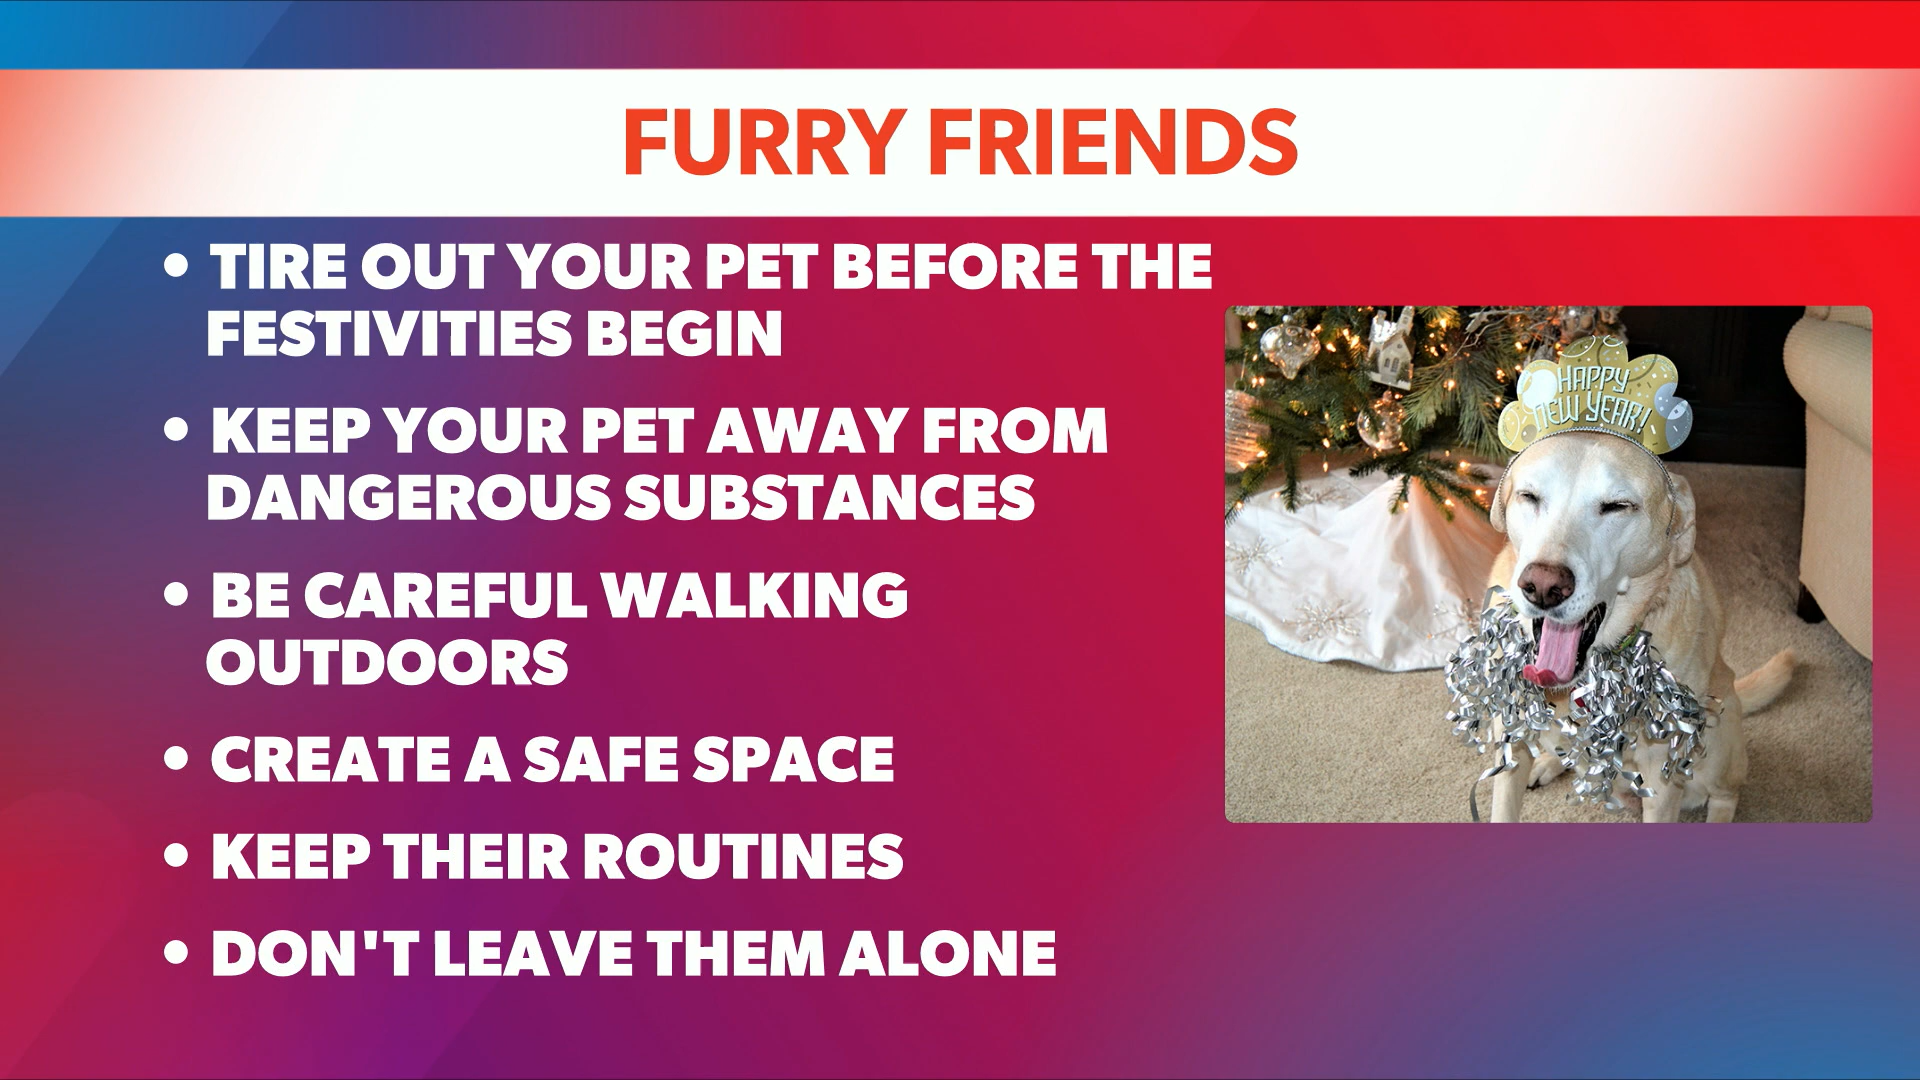 FURRY FRIENDS
• TIRE OUT YOUR PET BEFORE THE
FESTIVITIES BEGIN
• KEEP YOUR PET AWAY FROM
DANGEROUS SUBSTANCES
• BE CAREFUL WALKING
OUTDOORS
• CREATE A SAFE SPACE
• KEEP THEIR ROUTINES
• DON'T LEAVE THEM ALONE
HAPPY
NEW YEAR!